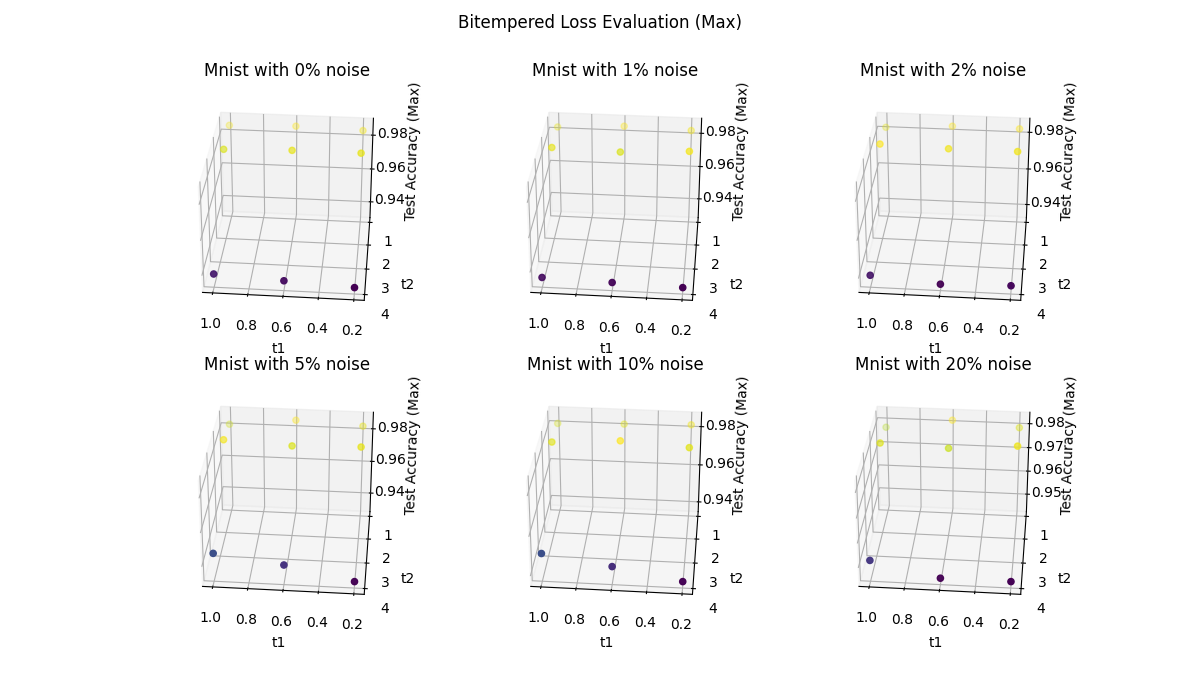 Bitempered Loss Evaluation (Max)
Mnist with 0% noise
0.98
0.96
0.94
Test Accuracy (Max)
1
2
3
4
t2
1.0 0.8 0.6 0.4 0.2
t1
Mnist with 1% noise
0.98
0.96
0.94
Test Accuracy (Max)
1
2
3
4
t2
1.0 0.8 0.6 0.4 0.2
t1
Mnist with 2% noise
0.98
0.96
0.94
Test Accuracy (Max)
1
2
3
4
t2
1.0 0.8 0.6 0.4 0.2
t1
Mnist with 5% noise
0.98
0.96
0.94
Test Accuracy (Max)
1
2
3
4
t2
1.0 0.8 0.6 0.4 0.2
t1
Mnist with 10% noise
0.98
0.96
0.94
Test Accuracy (Max)
1
2
3
4
t2
1.0 0.8 0.6 0.4 0.2
t1
Mnist with 20% noise
0.98
0.97
0.96
0.95
Test Accuracy (Max)
1
2
3
4
t2
1.0 0.8 0.6 0.4 0.2
t1